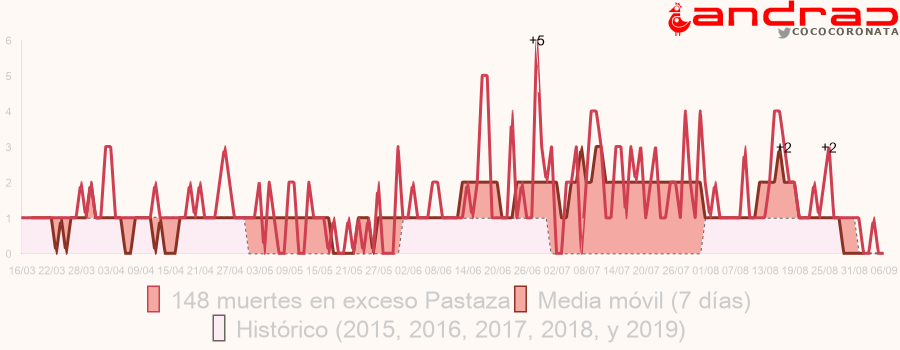 andrac
COCOCORONATA
6
+5
5
4
3
+2
+2
2
1
0
16/03 22/03 28/03 03/04 09/04 15/04 21/04 27/04 03/05 09/05 15/05 21/05 27/05 02/06 08/06 14/06 20/06 26/06 02/07 08/07 14/07 20/07 26/07 01/08 07/08 13/08 19/08 25/08 31/08 06/09
148 muertes en exceso Pastaza Media móvil (7 días)
Histórico (2015, 2016, 2017, 2018, y 2019)